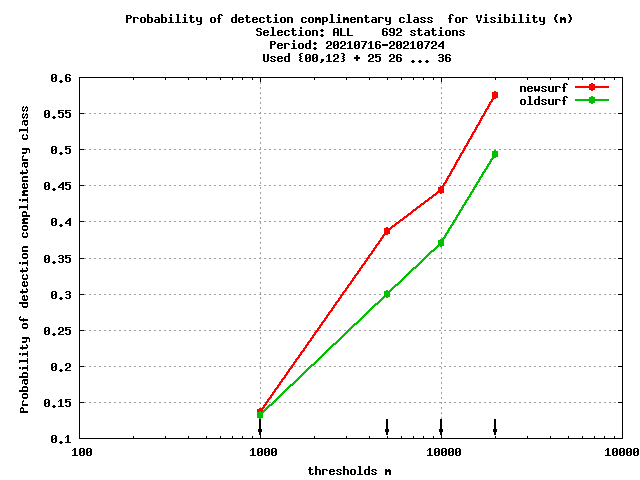 Probability of detection complimentary class  for Visibility (m)
Selection: ALL    692 stations
Period: 20210716-20210724
Used {00,12} + 25 26 ... 36
newsurf
oldsurf
0.6
0.55
0.5
0.45
0.4
0.35
0.3
0.25
0.2
0.15
0.1
Probability of detection complimentary class
100
1000
10000
10000
thresholds m